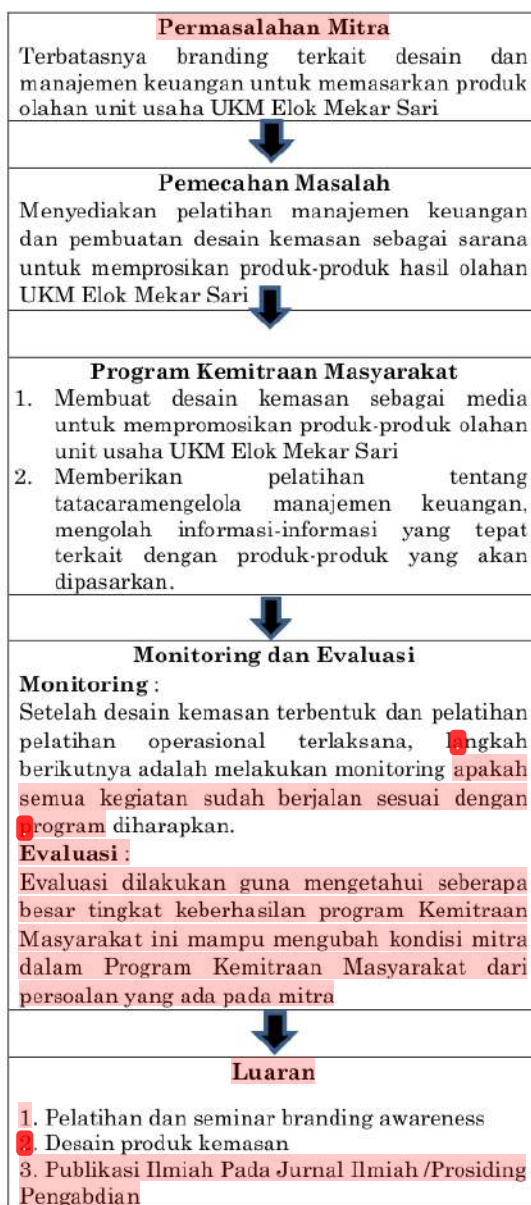 Permasalahan Mitra
Terbatasnya branding terkait desain dan
manajemen keuangan untuk memasarkan produk
olahan unit usaha UKM Elok Mekar Sari
Pemecahan Masalah
Menyediakan pelatihan manajemen keuangan
dan pembuatan desain kemasan sebagai sarana
untuk memprosikan produk-produk hasil olahan
UKM Elok Mekar Sari
Program Kemitraan Masyarakat
1. Membuat desain kemasan sebagai media
untuk mempromosikan produk-produk olahan
unit usaha UKM Elok Mekar Sari
2. Memberikan pelatihan tentang
tatacaramengelola manajemen keuangan,
mengolah informasi-informasi yang tepat
terkait dengan produk-produk yang akan
dipasarkan.
Monitoring dan Evaluasi
Monitoring :
Setelah desain kemasan terbentuk dan pelatihan
pelatihan operasional terlaksana, langkah
berikutnya adalah melakukan monitoring apakah
semua kegiatan sudah berjalan sesuai dengan
program diharapkan.
Evaluasi :
Evaluasi dilakukan guna mengetahui seberapa
besar tingkat keberhasilan program Kemitraan
Masyarakat ini mampu mengubah kondisi mitra
dalam Program Kemitraan Masyarakat dari
persoalan yang ada pada mitra
Luaran
1. Pelatihan dan seminar branding awareness
2. Desain produk kemasan
3. Publikasi Ilmiah Pada Jurnal Ilmiah /Prosiding
Pengabdian